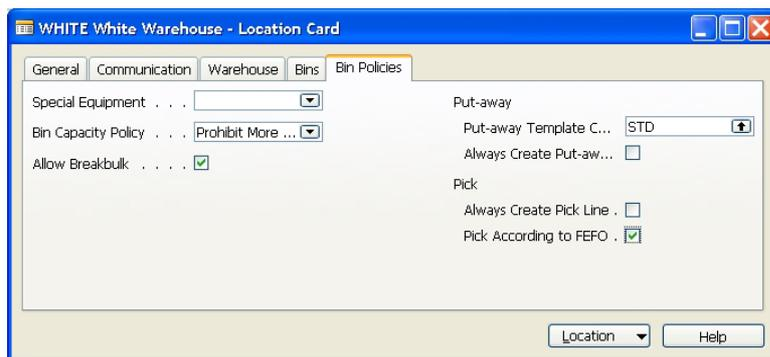 WHITE White Warehouse - Location Card
General Communication Warehouse Bins Bin Policies
Special Equipment . . .
Bin Capacity Policy . . . Prohibit More ...
Allow Breakbulk . . . .
Put-away
Put-away Template C... STD
Always Create Put-aw...
Pick
Always Create Pick Line .
Pick According to FEFO .
Location Help